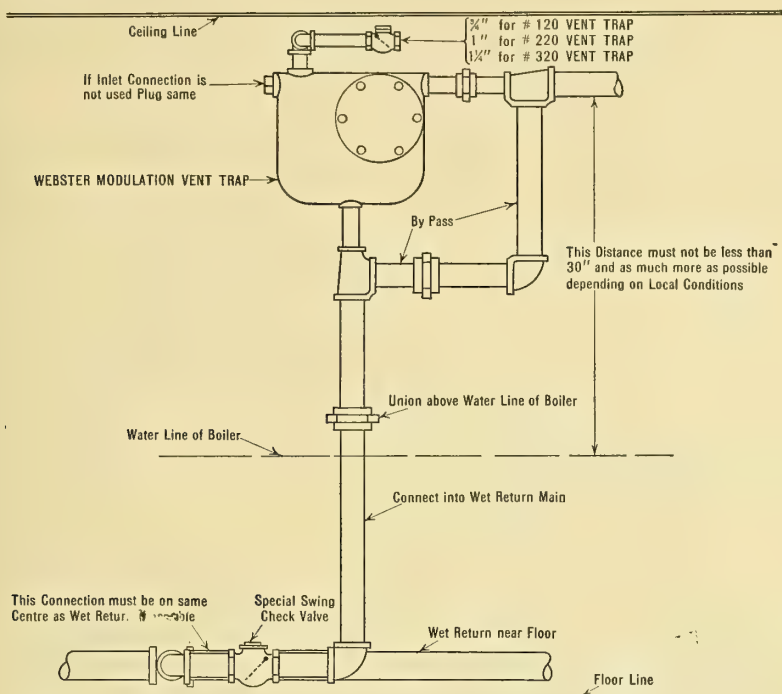 Ceiling Line
¾" for # 120 VENT TRAP
1" for # 220 VENT TRAP
1¼" for # 320 VENT TRAP
If Inlet Connection is
not used Plug same
WEBSTER MODULATION VENT TRAP
By Pass
This Distance must not be less than
30" and as much more as possible
depending on Local Conditions
Union above Water Line of Boiler
Water Line of Boiler
Connect into Wet Return Main
This Connection must be on same
Centre as Wet Retur.
Special Swing
Check Valve
Wet Return near Floor
Floor Line